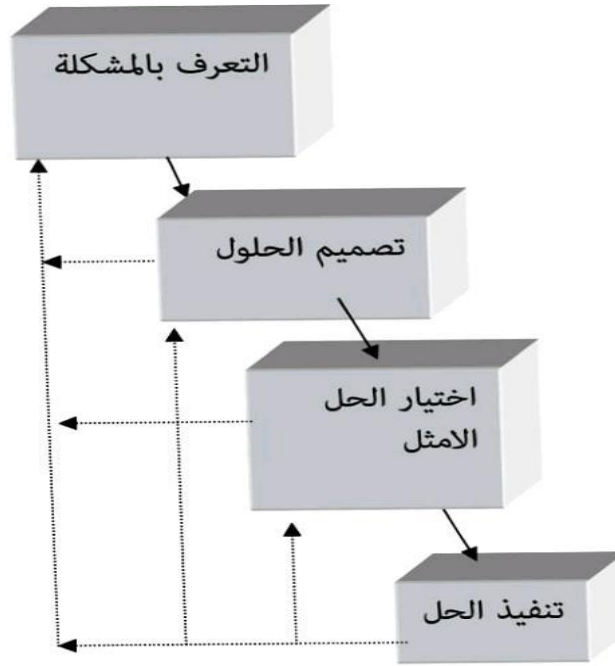 التعرف بالمشكلة
تصميم الحلول
اختيار الحل
الامثل
تنفيذ الحل